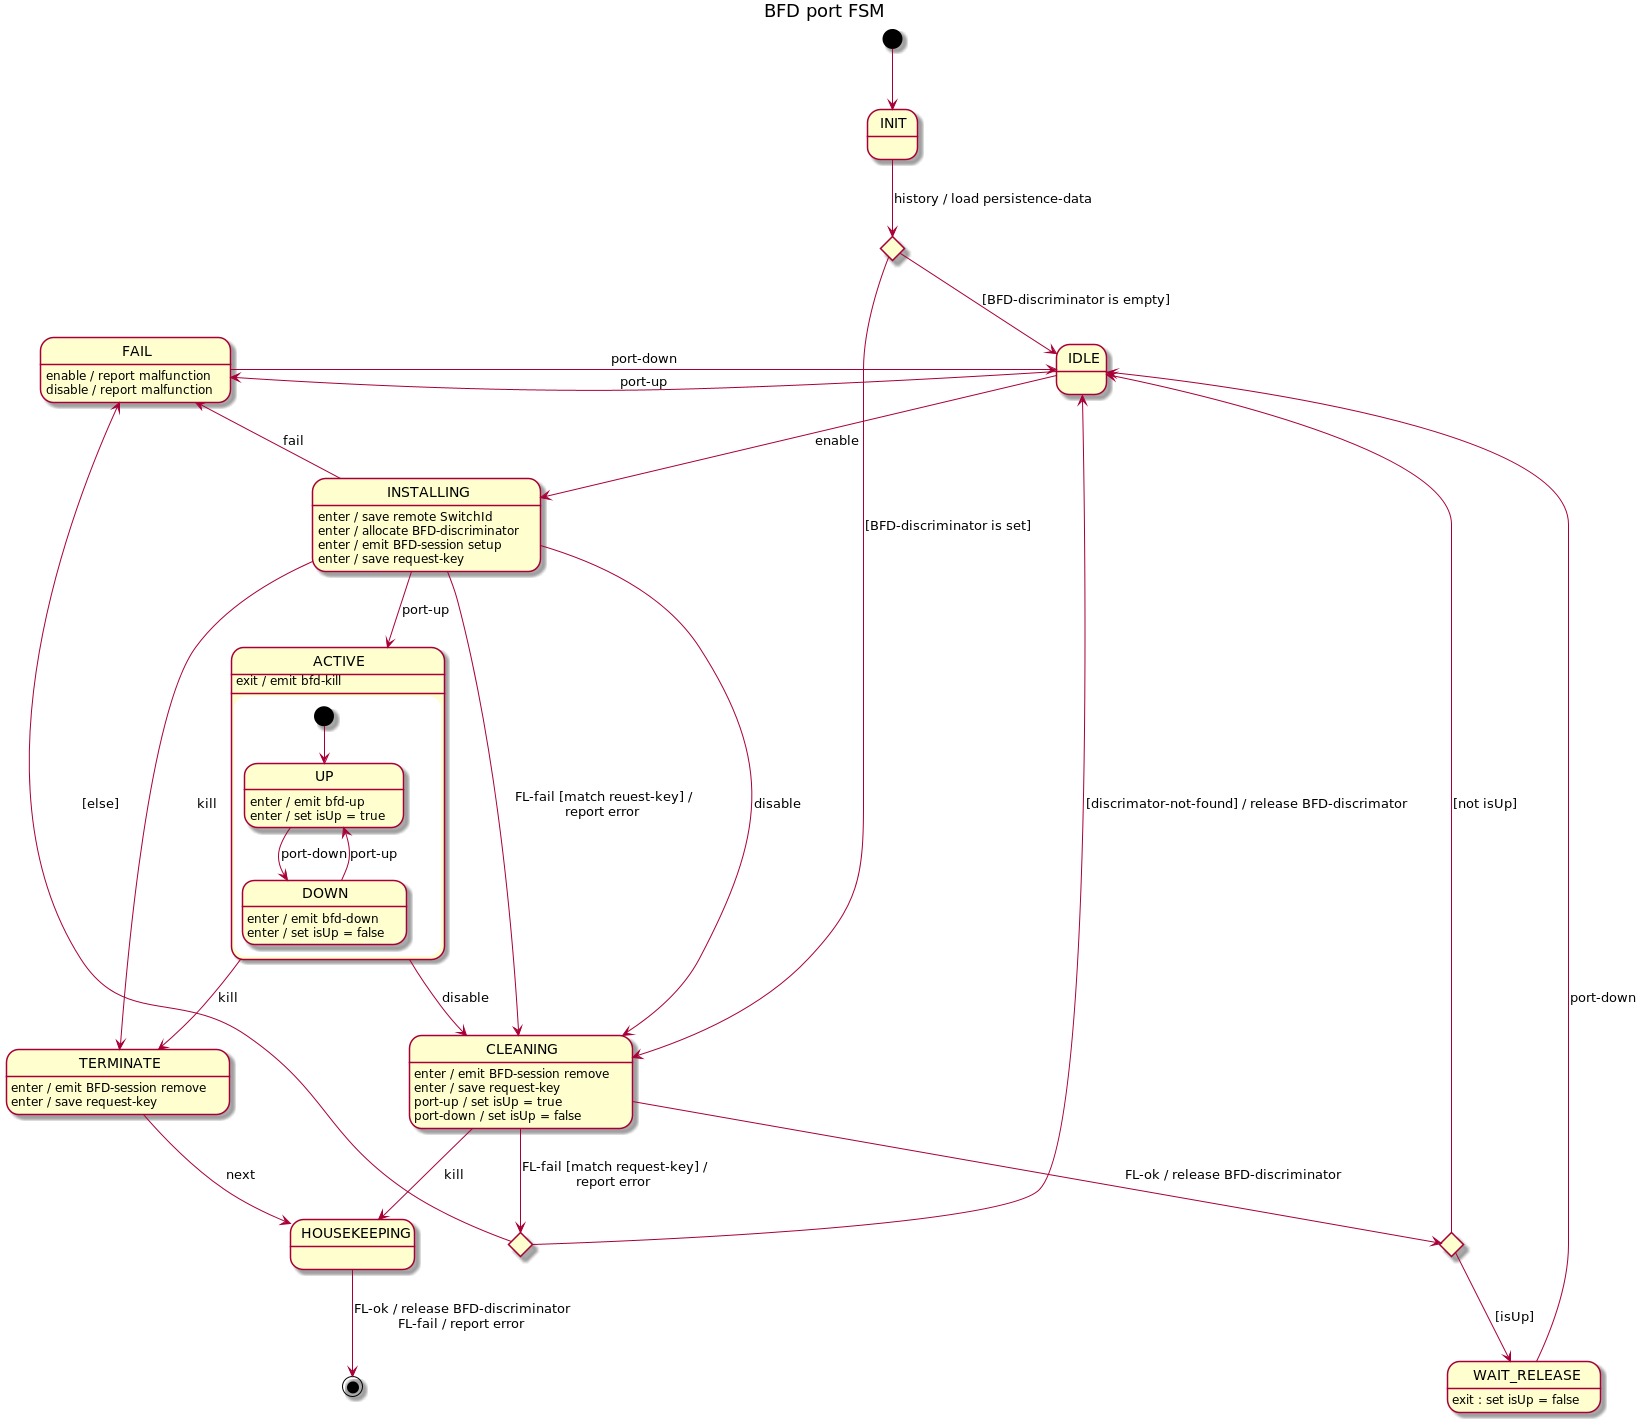 BFD port FSM
INIT
history / load persistence-data
[BFD-discriminator is empty]
FAIL
enable / report malfunction
disable / report malfunction
port-down
port-up
IDLE
fail
enable
INSTALLING
enter / save remote SwitchId
enter / allocate BFD-discriminator
enter / emit BFD-session setup
enter / save request-key
[BFD-discriminator is set]
port-up
ACTIVE
exit / emit bfd-kill
UP
enter / emit bfd-up
enter / set isUp = true
port-down
port-up
DOWN
enter / emit bfd-down
enter / set isUp = false
[else]
kill
FL-fail [match reuest-key] /
report error
disable
[discrimator-not-found] / release BFD-discrimator
[not isUp]
kill
disable
port-down
TERMINATE
enter / emit BFD-session remove
enter / save request-key
CLEANING
enter / emit BFD-session remove
enter / save request-key
port-up / set isUp = true
port-down / set isUp = false
next
kill
FL-fail [match request-key] /
report error
FL-ok / release BFD-discriminator
HOUSEKEEPING
FL-ok / release BFD-discriminator
FL-fail / report error
[isUp]
WAIT_RELEASE
exit : set isUp = false